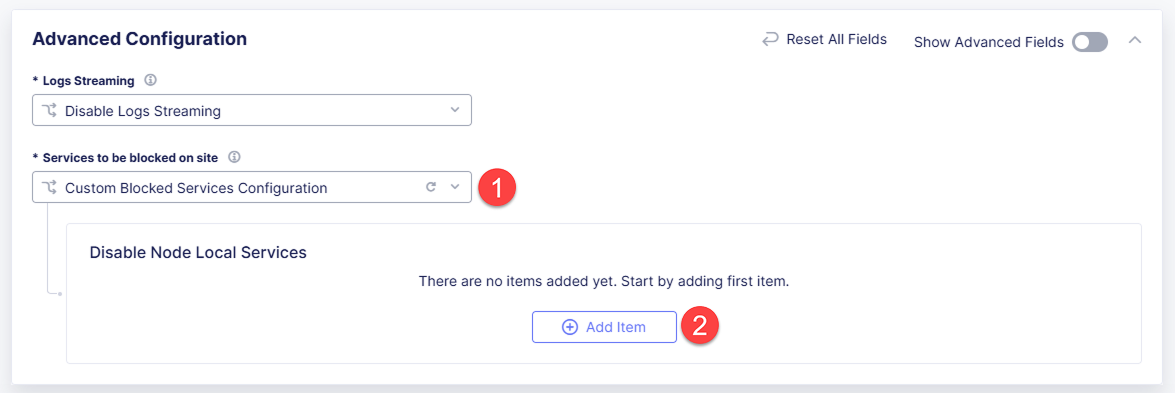 Advanced Configuration
Reset All Fields
Show Advanced Fields
* Logs Streaming
Disable Logs Streaming
* Services to be blocked on site
Custom Blocked Services Configuration
1
Disable Node Local Services
There are no items added yet. Start by adding first item.
Add Item
2